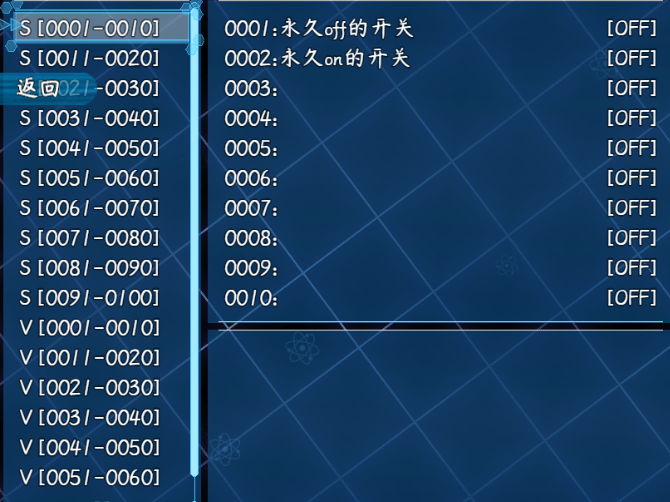 S [0001-0010]
S [0011-0020]
返回 021-0030]
S [0031-0040]
S [0041-0050]
S [0051-0060]
S [0061-0070]
S [0071-0080]
S [0081-0090]
S [0091-0100]
V [0001-0010]
V [0011-0020]
V [0021-0030]
V [0031-0040]
V [0041-0050]
V [0051-0060]
0001:永久off的开关 [OFF]
0002:永久on的开关 [OFF]
0003: [OFF]
0004: [OFF]
0005: [OFF]
0006: [OFF]
0007: [OFF]
0008: [OFF]
0009: [OFF]
0010: [OFF]